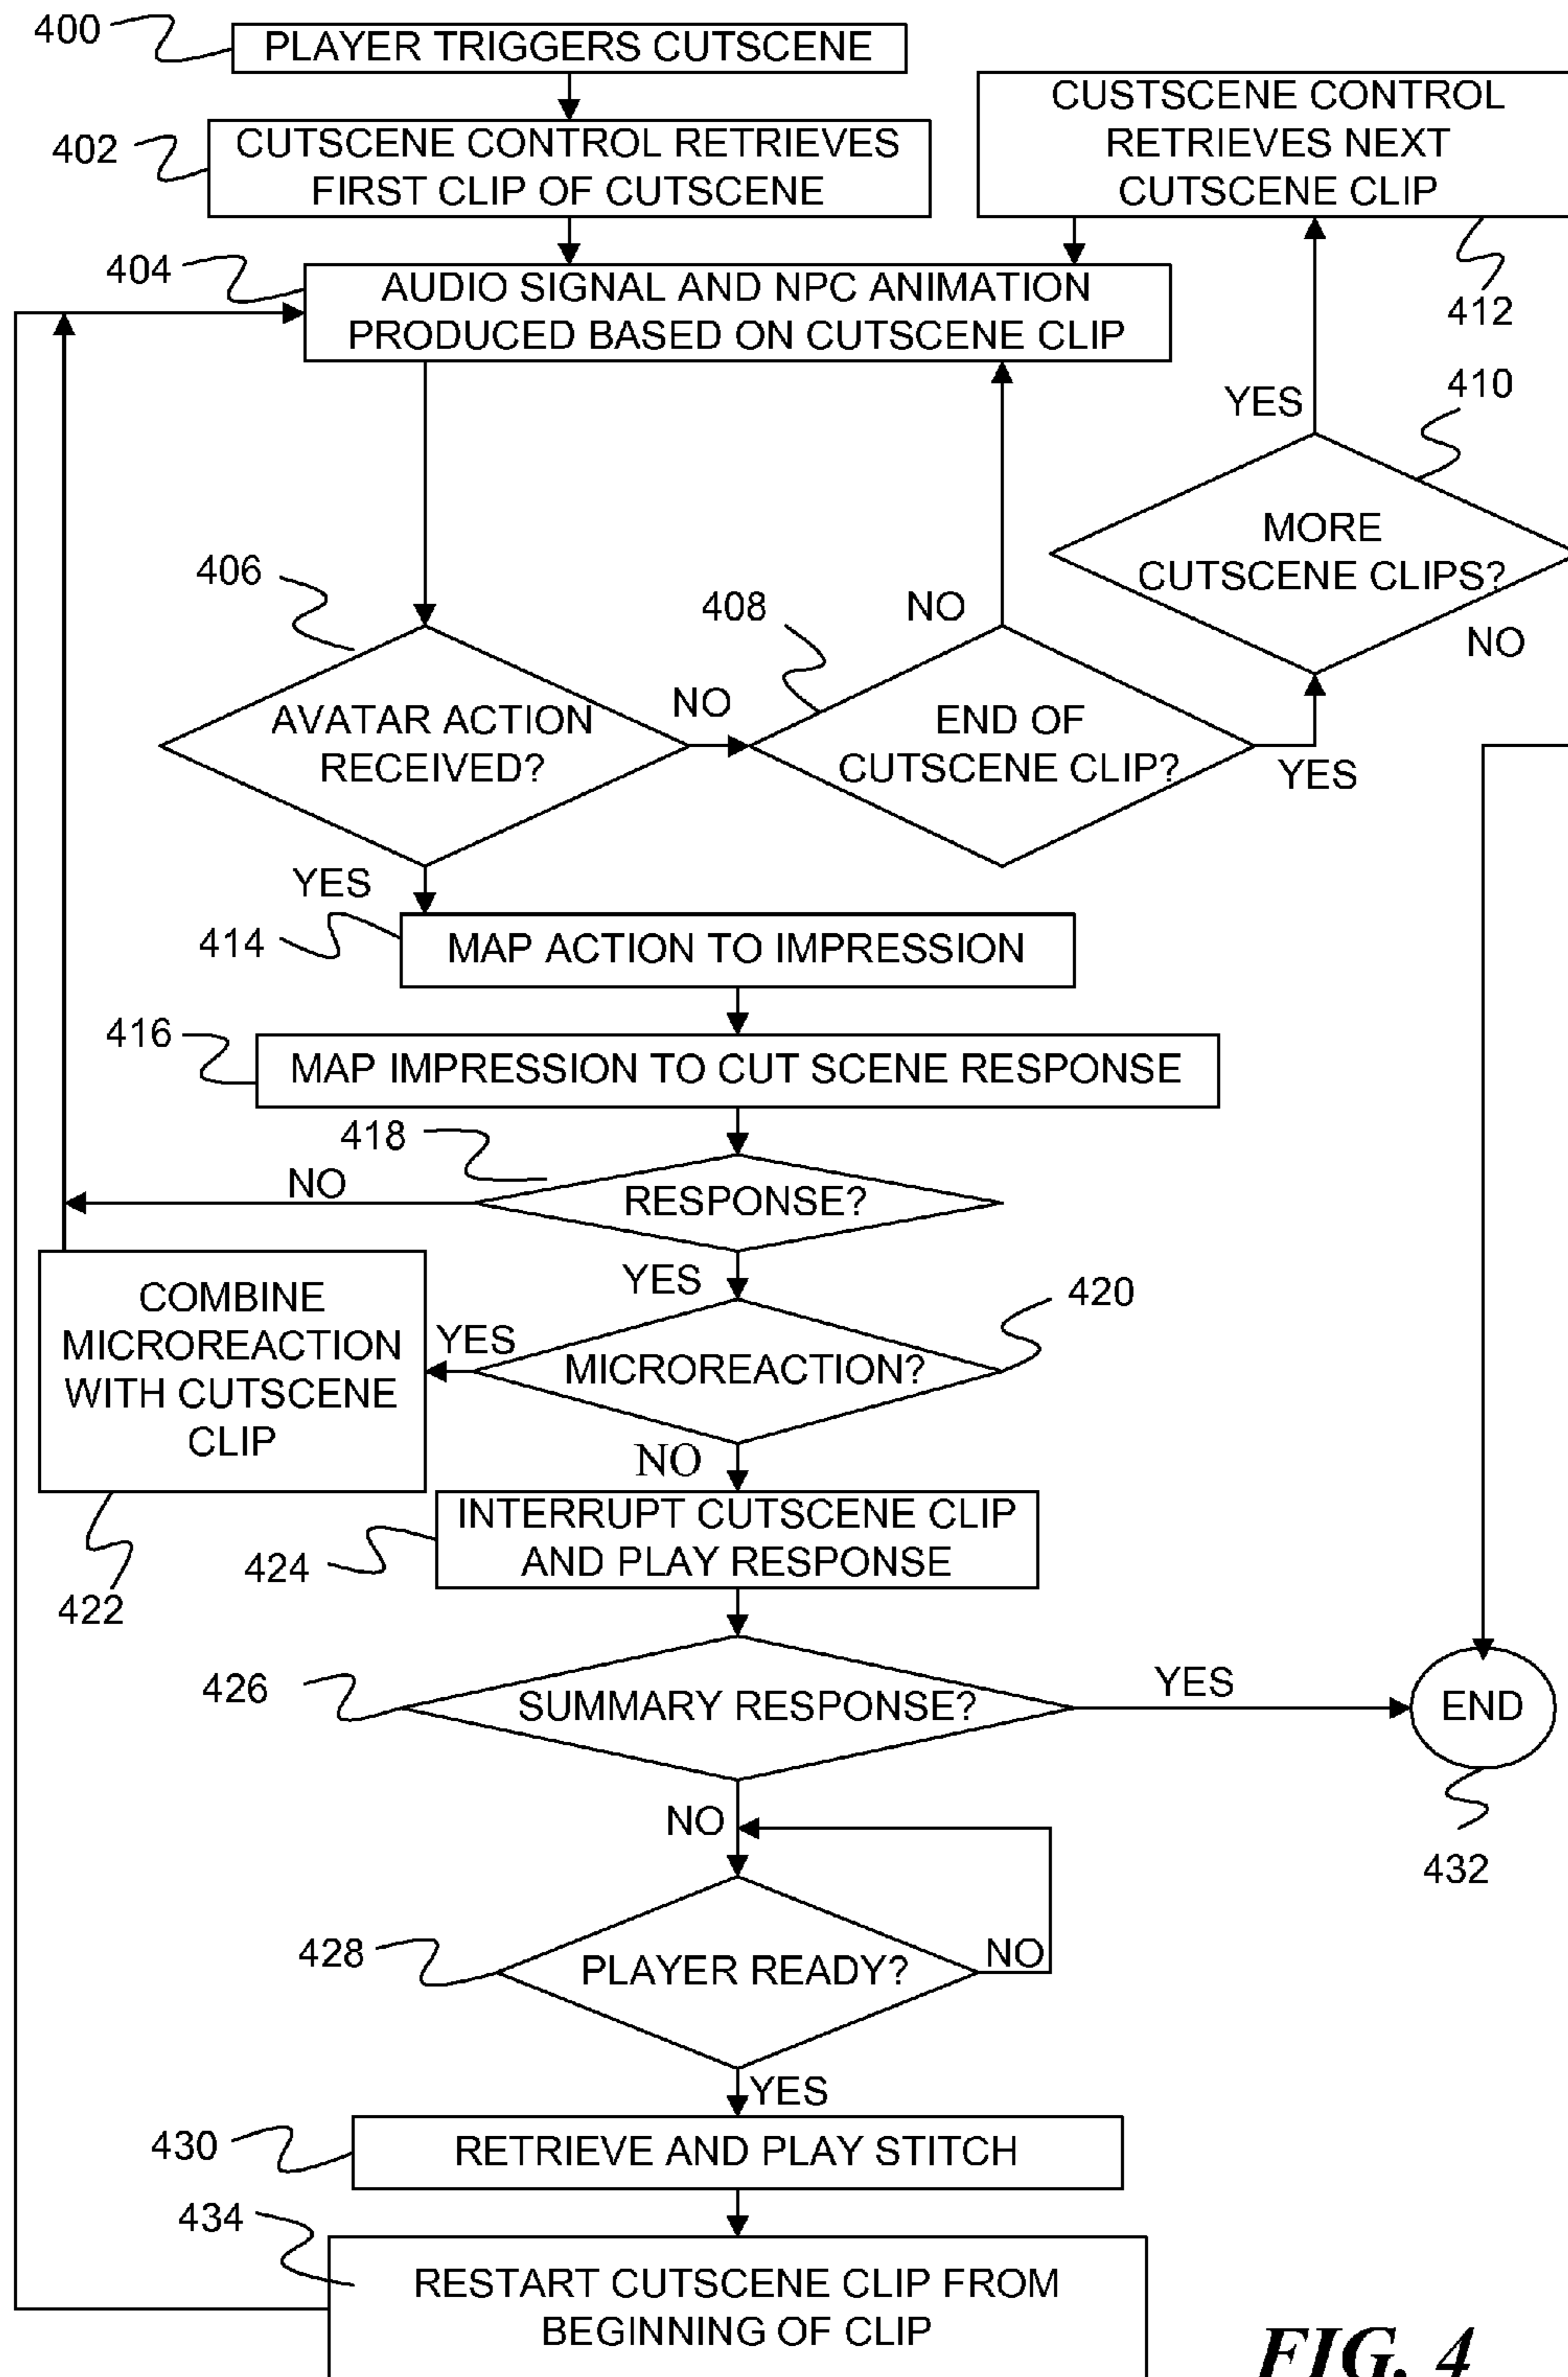 400
PLAYER TRIGGERS CUTSCENE
402
CUTSCENE CONTROL RETRIEVES
FIRST CLIP OF CUTSCENE
CUSTSCENE CONTROL
RETRIEVES NEXT
CUTSCENE CLIP
412
404
AUDIO SIGNAL AND NPC ANIMATION
PRODUCED BASED ON CUTSCENE CLIP
410
YES
MORE
CUTSCENE CLIPS?
NO
406
AVATAR ACTION
RECEIVED?
NO
408
NO
END OF
CUTSCENE CLIP?
YES
YES
414
MAP ACTION TO IMPRESSION
416
MAP IMPRESSION TO CUT SCENE RESPONSE
418
NO
RESPONSE?
YES
420
MICROREACTION?
YES
COMBINE
MICROREACTION
WITH CUTSCENE
CLIP
422
NO
INTERRUPT CUTSCENE CLIP
AND PLAY RESPONSE
424
426
SUMMARY RESPONSE?
YES
END
432
NO
428
PLAYER READY?
NO
YES
430
RETRIEVE AND PLAY STITCH
434
RESTART CUTSCENE CLIP FROM
BEGINNING OF CLIP
FIG. 4